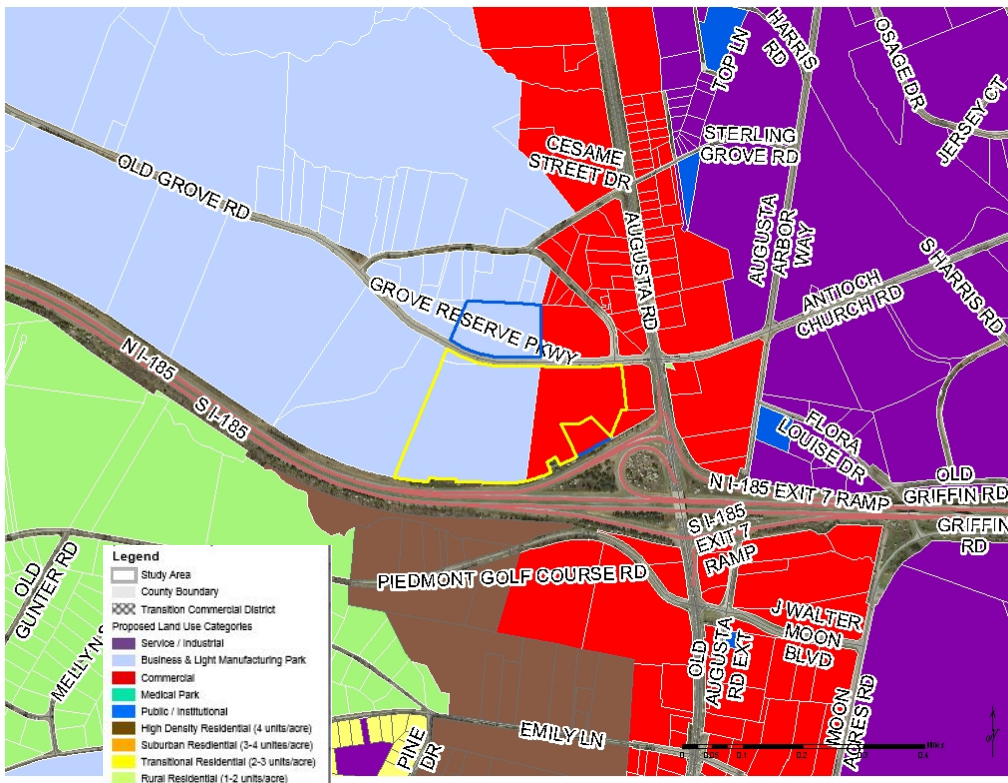 TOP LN
HARRIS
RD
OSAGE DR
JERSEY CT
CESAME
STREET DR
STERLING
GROVE RD
OLD GROVE RD
AUGUSTA RD
AUGUSTA
ARBOR
WAY
S HARRIS RD
ANTIOCH
CHURCH RD
GROVE RESERVE PKWY
N I-185
S I-185
FLORA
LOUISE DR
N I-185 EXIT 7 RAMP
OLD
GRIFFIN RD
GRIFFIN
RD
S I-185
EXIT 7
RAMP
PIEDMONT GOLF COURSE RD
OLD
GUNTER RD
J WALTER
MOON
BLVD
OLD
AUGUSTA
RD EXIT
MOON
ACRES RD
EMILY LN
PINE
DR
Legend
Study Area
County Boundary
Transition Commercial District
Proposed Land Use Categories
Service / Industrial
Business & Light Manufacturing Park
Commercial
Medical Park
Public / Institutional
High Density Residential (4 units/acre)
Suburban Resdiential (3-4 units/acre)
Transitional Residential (2-3 units/acre)
Rural Residential (1-2 units/acre)
Miles